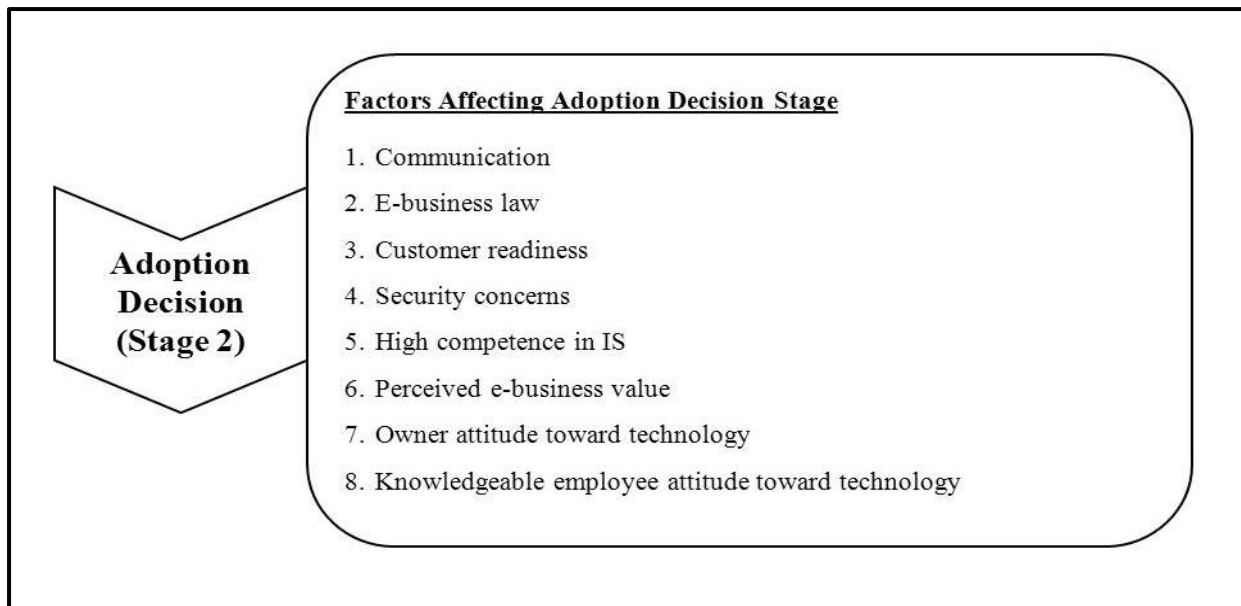 Factors Affecting Adoption Decision Stage
1. Communication
2. E-business law
3. Customer readiness
4. Security concerns
5. High competence in IS
6. Perceived e-business value
7. Owner attitude toward technology
8. Knowledgeable employee attitude toward technology
Adoption
Decision
(Stage 2)